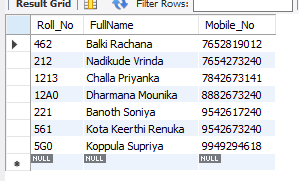 Result Grid Filter Rows:
Roll_No FullName Mobile_No
462 Balki Rachana 7652819012
212 Nadikude Vrinda 7654273240
1213 Challa Priyanka 7842673141
12A0 Dharmana Mounika 8882673240
221 Banoth Soniya 9542617240
561 Kota Keerthi Renuka 9542673240
5G0 Koppula Supriya 9949294618
NULL NULL NULL